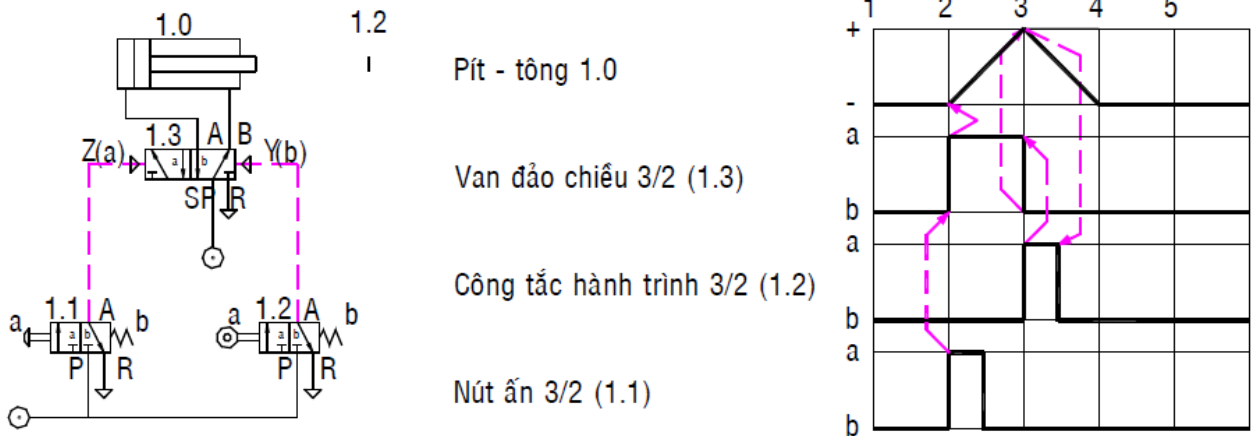 1.0
1.2
1.3 A B
Z(a) a b Y(b)
S P R
1.1 A
a a b b
P R
1.2 A
a a b b
P R
Pít - tông 1.0
Van đảo chiều 3/2 (1.3)
Công tắc hành trình 3/2 (1.2)
Nút ấn 3/2 (1.1)
1 2 3 4 5
+
-
a
b
a
b
a
b